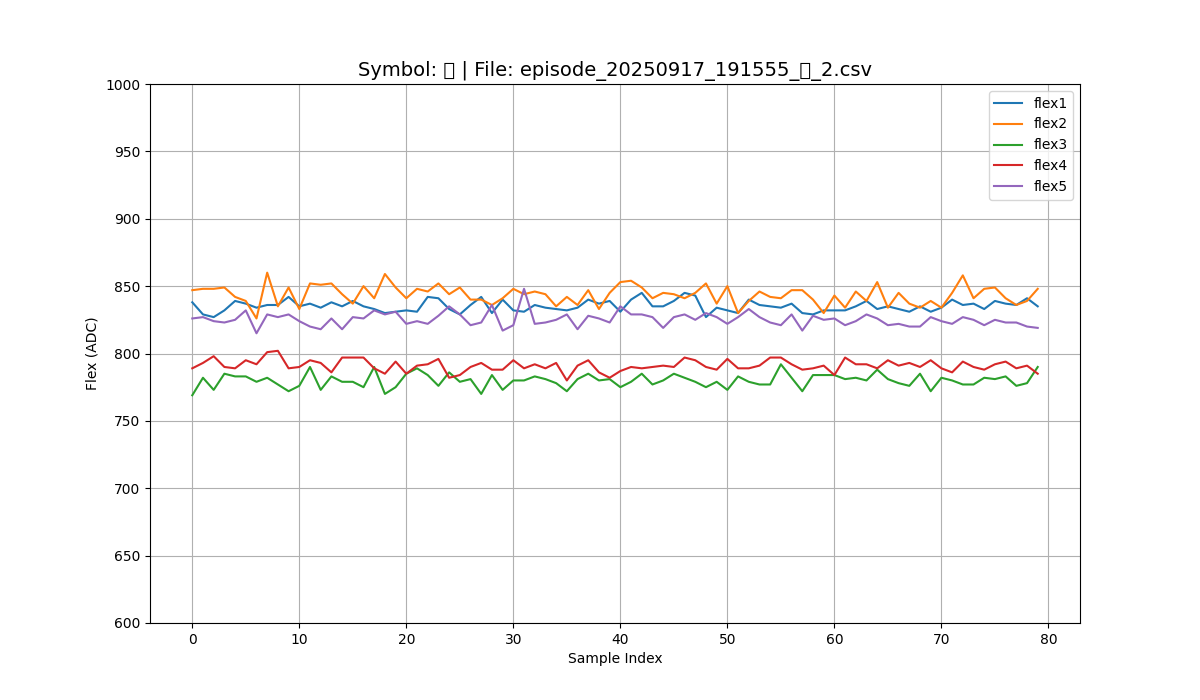 Symbol: | File: episode_20250917_191555_ _2.csv
1000
950
900
850
800
750
700
650
600
Flex (ADC)
flex1
flex2
flex3
flex4
flex5
0 10 20 30 40 50 60 70 80
Sample Index